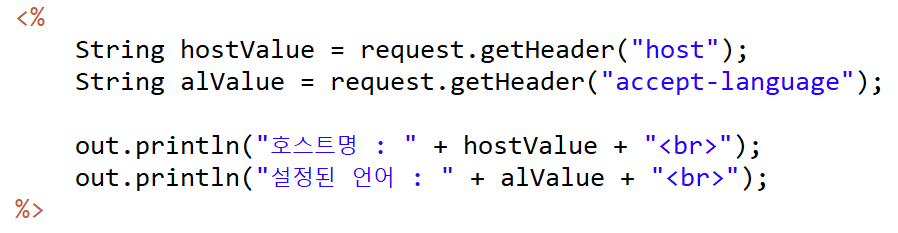 <%
String hostValue = request.getHeader("host");
String alValue = request.getHeader("accept-language");
out.println("호스트명 : " + hostValue + "<br>");
out.println("설정된 언어 : " + alValue + "<br>");
%>